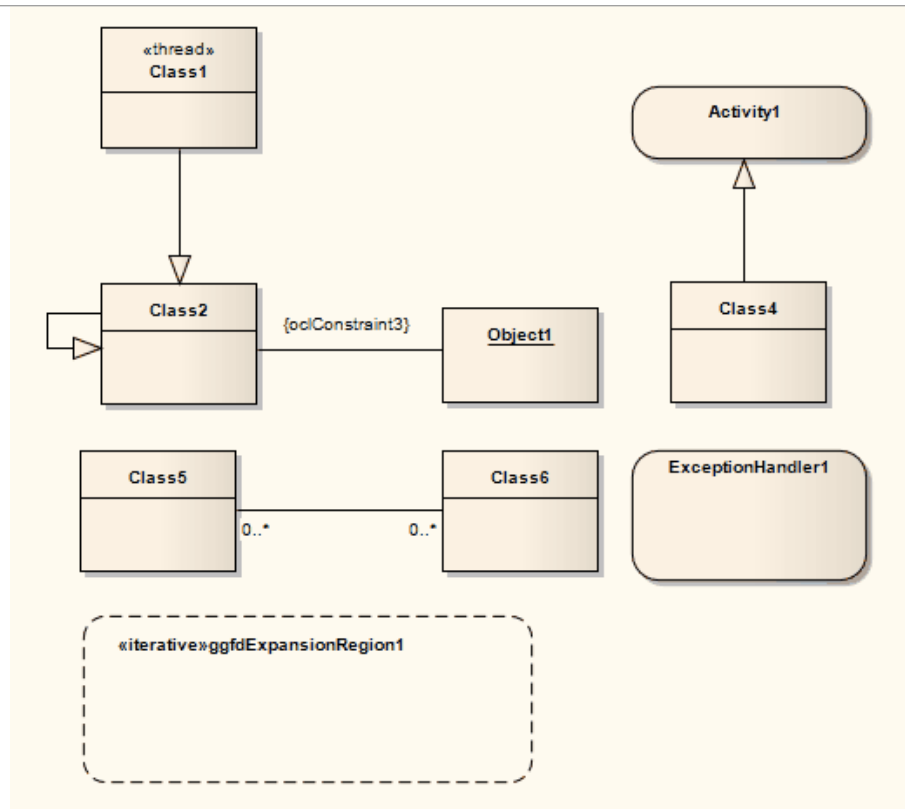 «thread»
Class1
Activity1
Class2
{oclConstraint3}
Object1
Class4
Class5
0..*
0..*
Class6
ExceptionHandler1
«iterative»ggfdExpansionRegion1